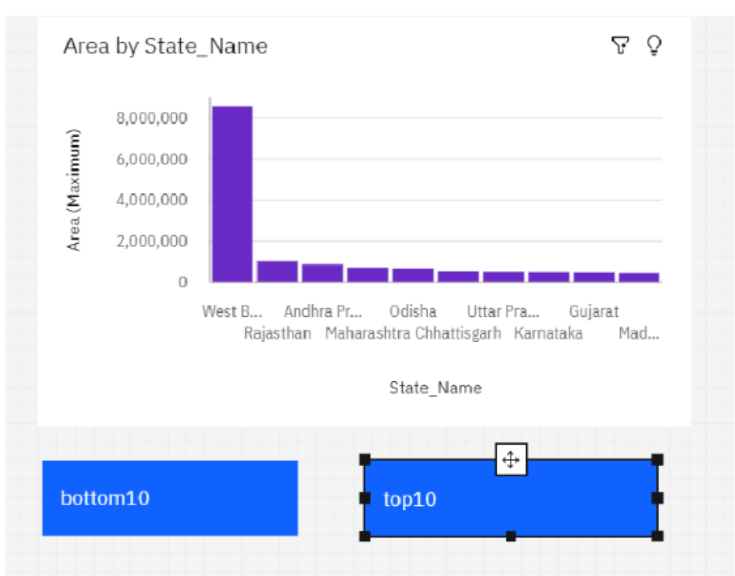 Area by State_Name
8,000,000
6,000,000
4,000,000
2,000,000
0
Area (Maximum)
West B... Andhra Pr... Odisha Uttar Pra... Gujarat
Rajasthan Maharashtra Chhattisgarh Karnataka Mad...
State_Name
bottom10
top10